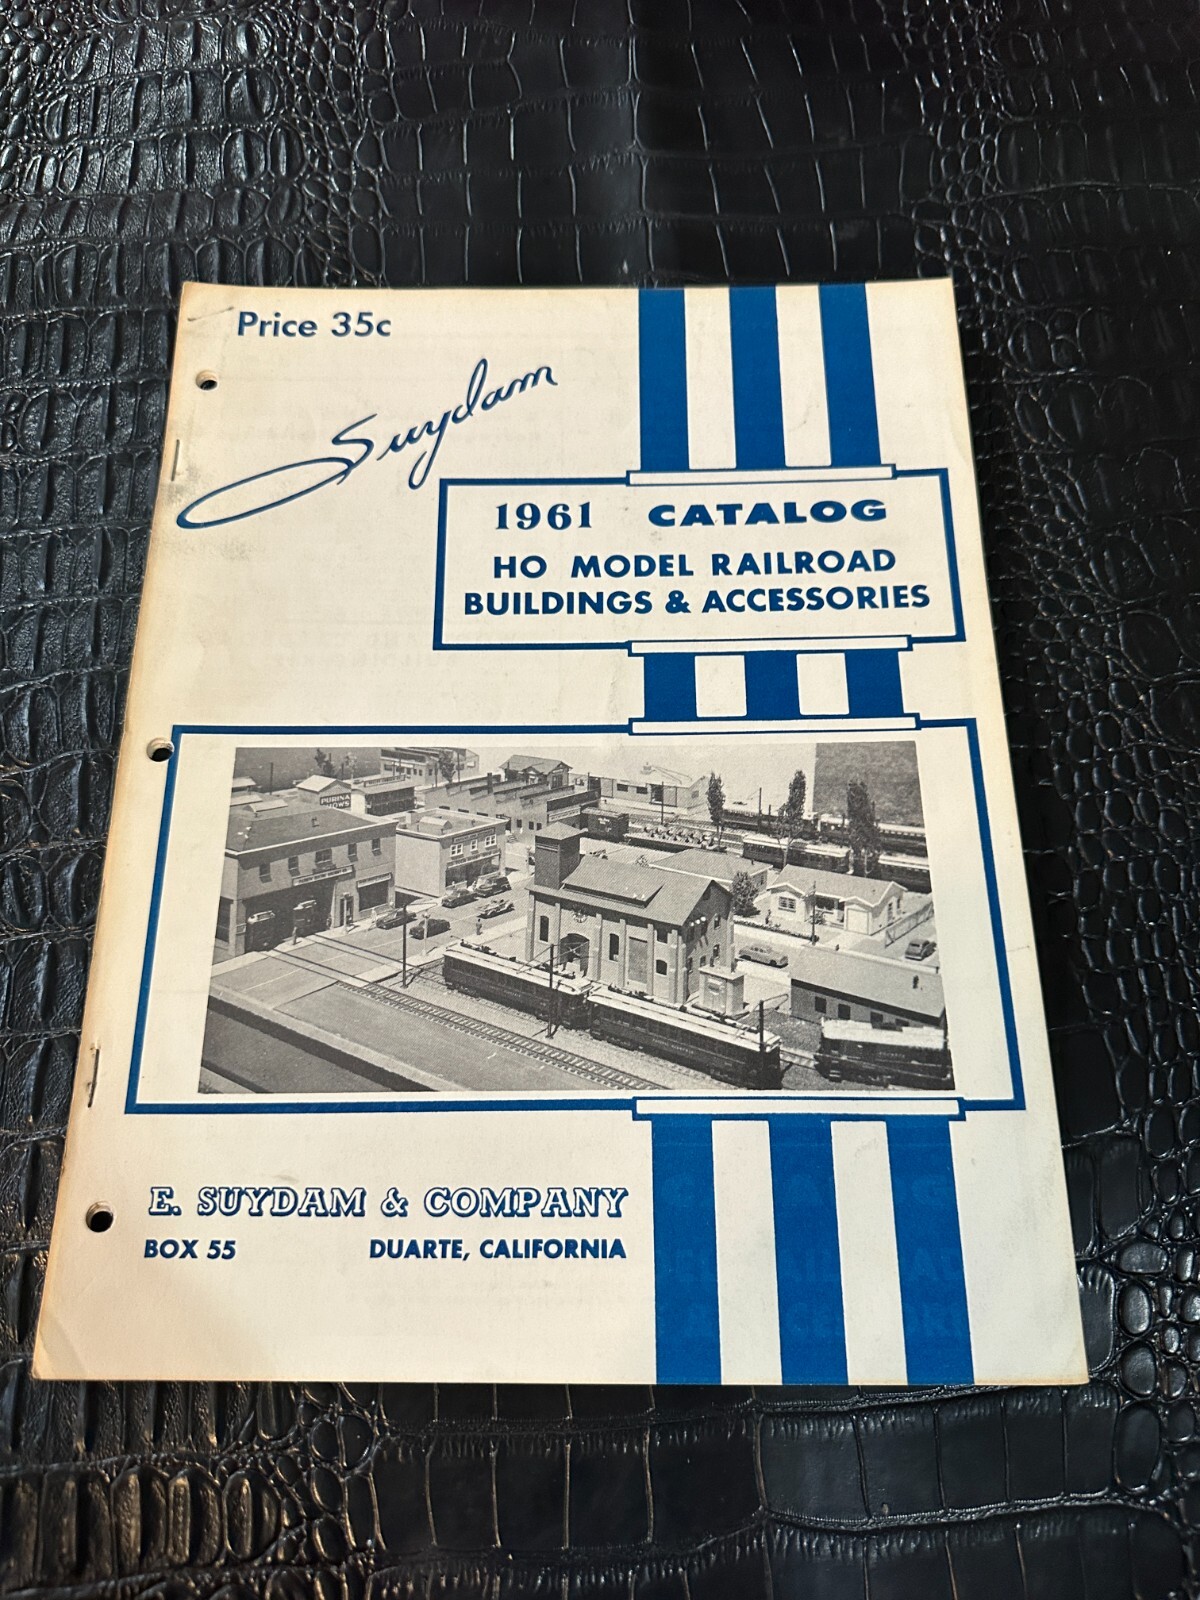 Price 35c
Suydam
1961 CATALOG
HO MODEL RAILROAD
BUILDINGS & ACCESSORIES
PURINA
E. SUYDAM & COMPANY
BOX 55 DUARTE, CALIFORNIA